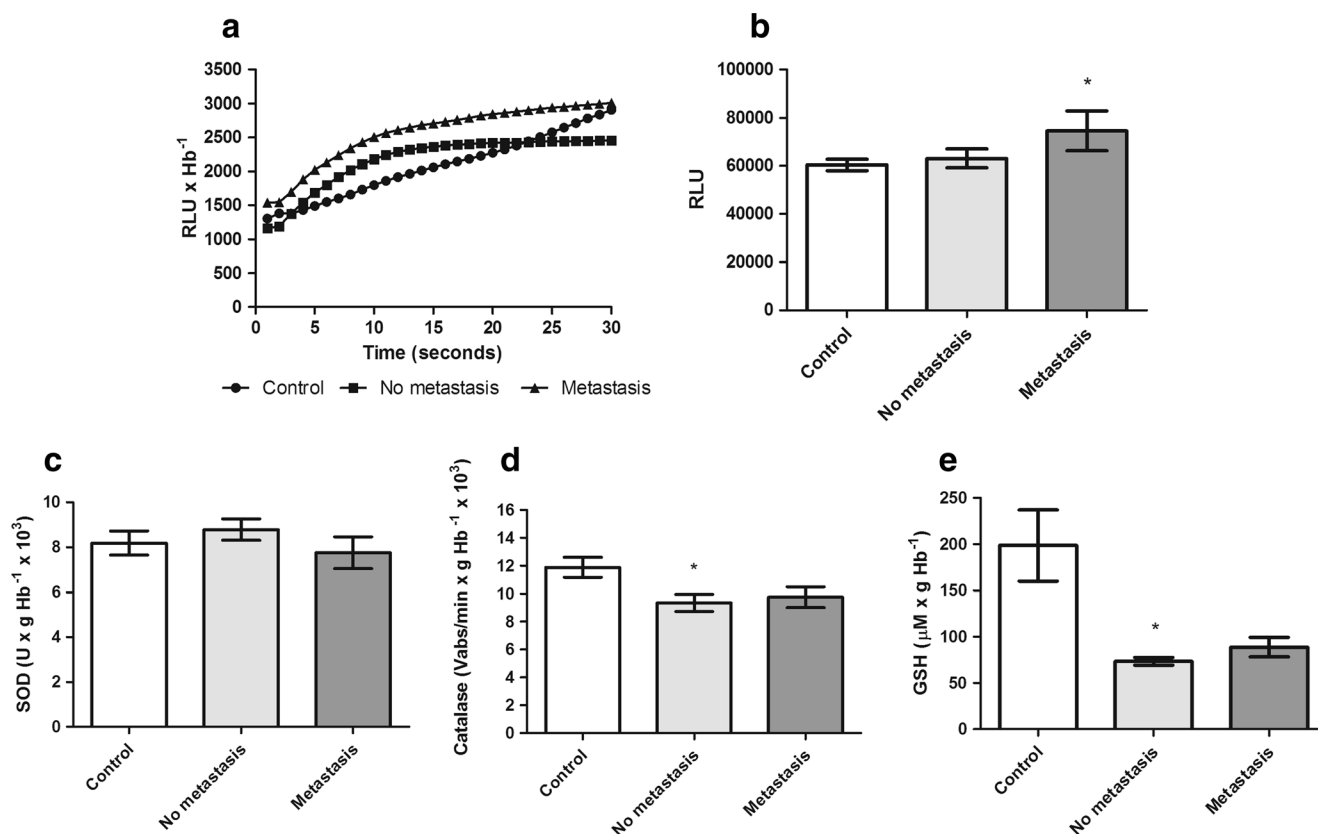 a
3500
3000
2500
2000
1500
1000
500
0
RLU x Hb⁻¹
0 5 10 15 20 25 30
Time (seconds)
Control No metastasis Metastasis
b
100000
80000
60000
40000
20000
0
RLU
*
Control
No metastasis
Metastasis
c
10
8
6
4
2
0
SOD (U x g Hb⁻¹ x 10³)
Control
No metastasis
Metastasis
d
16
14
12
10
8
6
4
2
0
Catalase (Vabs/min x g Hb⁻¹ x 10³)
*
Control
No metastasis
Metastasis
e
250
200
150
100
50
0
GSH (μM x g Hb⁻¹)
*
Control
No metastasis
Metastasis